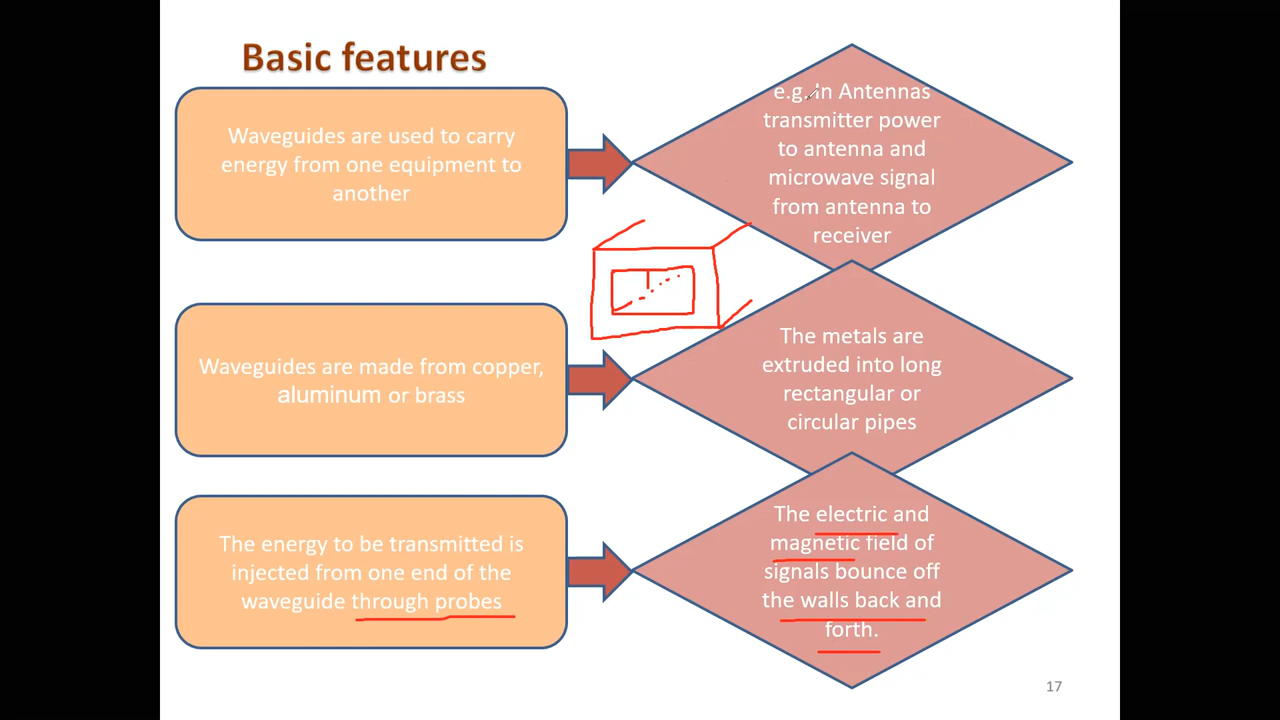 Basic features
Waveguides are used to carry
energy from one equipment to
another
e.g. in Antennas
transmitter power
to antenna and
microwave signal
from antenna to
receiver
Waveguides are made from copper,
aluminum or brass
The metals are
extruded into long
rectangular or
circular pipes
The energy to be transmitted is
injected from one end of the
waveguide through probes
The electric and
magnetic field of
signals bounce off
the walls back and
forth.
17